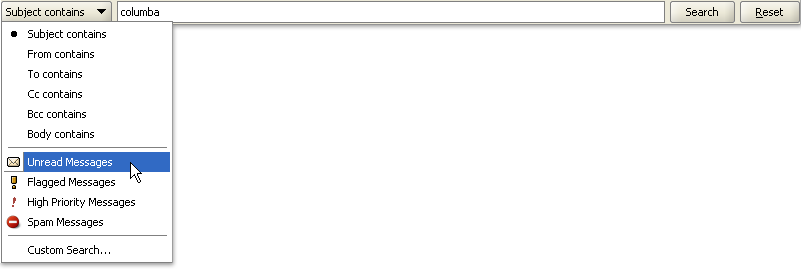 Subject contains columba Search Reset
Subject contains
From contains
To contains
Cc contains
Bcc contains
Body contains
Unread Messages
Flagged Messages
High Priority Messages
Spam Messages
Custom Search...